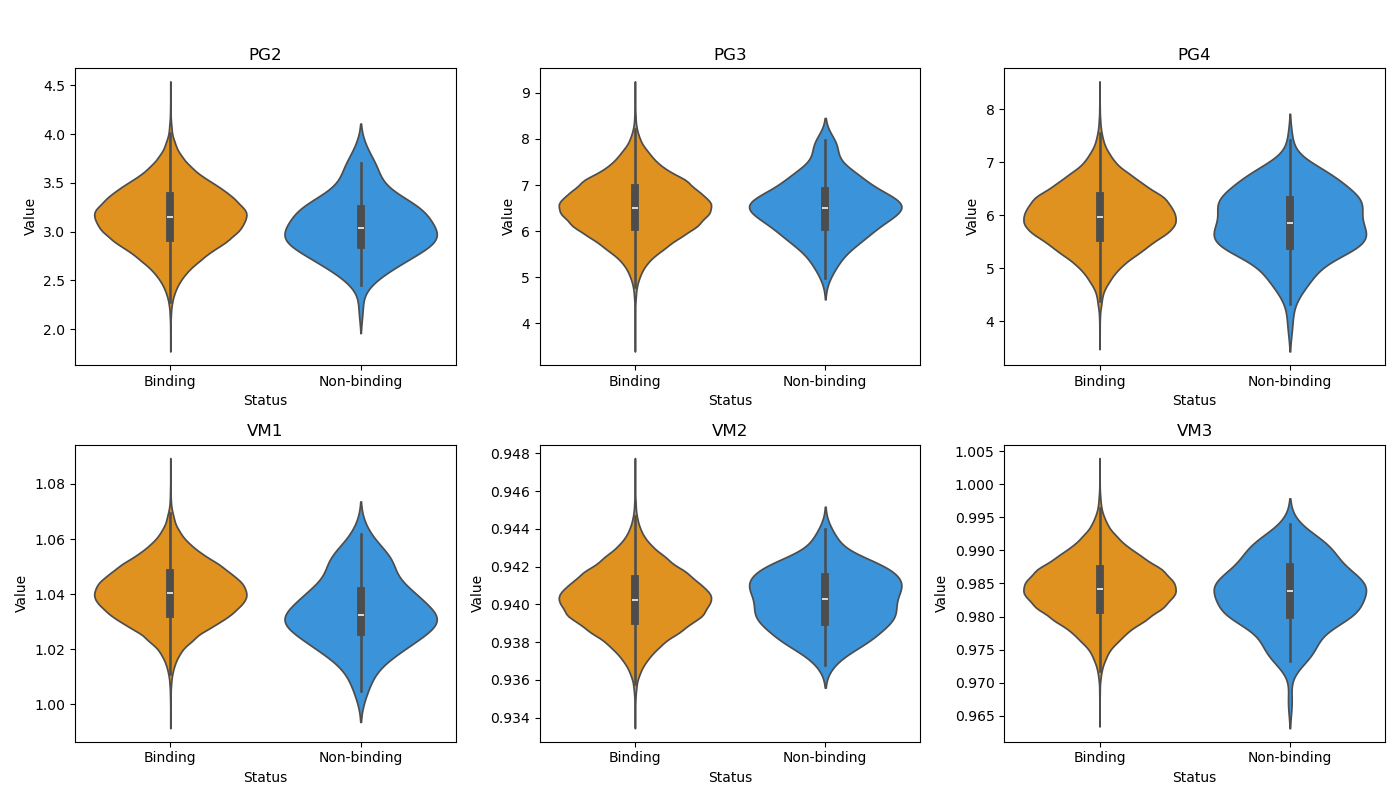 PG2
PG3
PG4
4.5
4.0
3.5
3.0
2.5
2.0
Value
Binding
Non-binding
Status
9
8
7
6
5
4
Value
Binding
Non-binding
Status
8
7
6
5
4
Value
Binding
Non-binding
Status
VM1
VM2
VM3
1.08
1.06
1.04
1.02
1.00
Value
Binding
Non-binding
Status
0.948
0.946
0.944
0.942
0.940
0.938
0.936
0.934
Value
Binding
Non-binding
Status
1.005
1.000
0.995
0.990
0.985
0.980
0.975
0.970
0.965
Value
Binding
Non-binding
Status